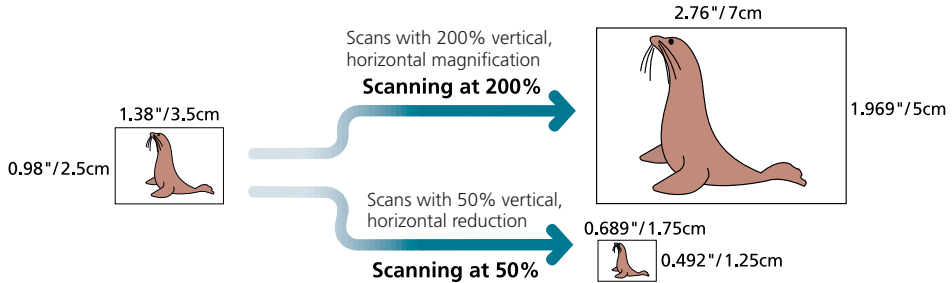 1.38"/3.5cm
0.98"/2.5cm
Scans with 200% vertical,
horizontal magnification
Scanning at 200%
2.76"/7cm
1.969"/5cm
Scans with 50% vertical,
horizontal reduction
Scanning at 50%
0.689"/1.75cm
0.492"/1.25cm